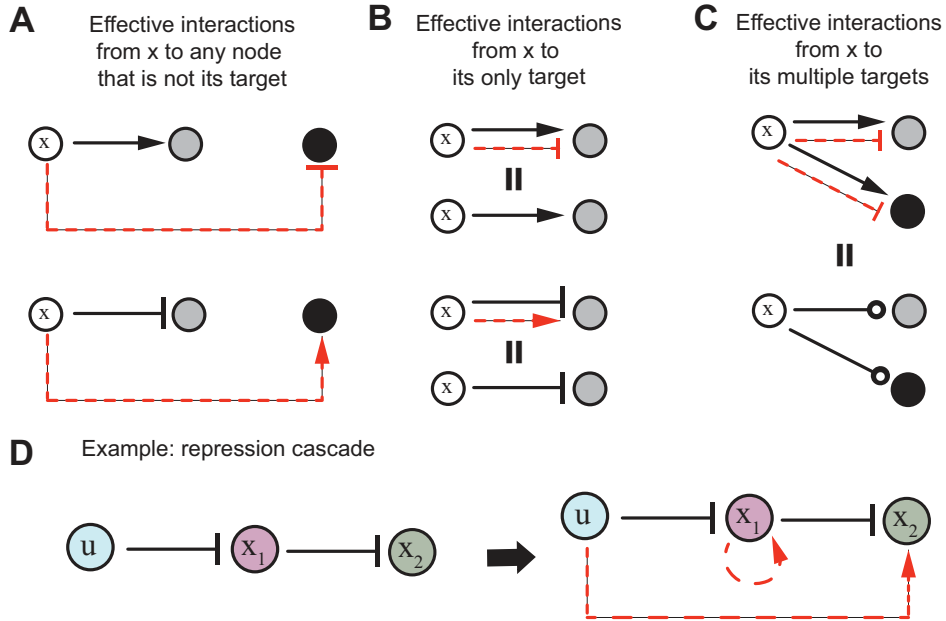 A
Effective interactions
from x to any node
that is not its target
x
x
B
Effective interactions
from x to
its only target
x
x
x
x
C
Effective interactions
from x to
its multiple targets
x
x
D
Example: repression cascade
u
x₁
x₂
u
x₁
x₂